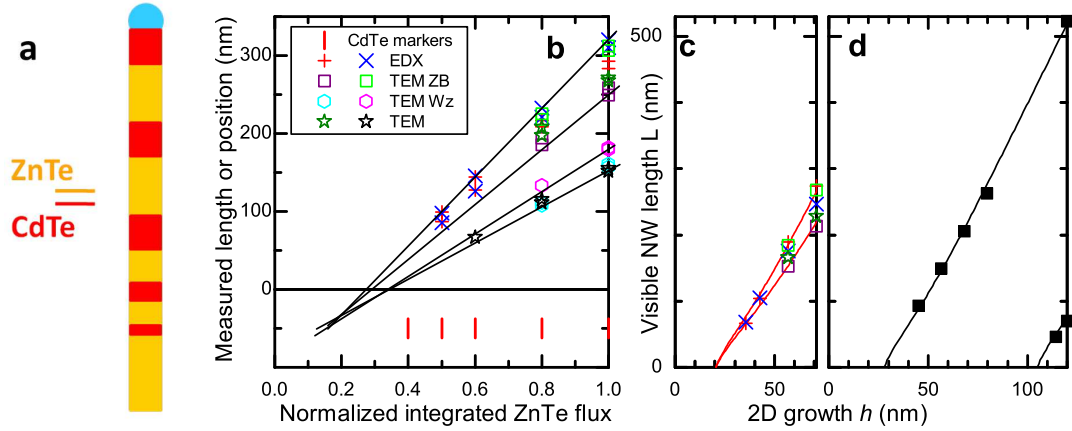 a
ZnTe
CdTe
b
CdTe markers
EDX
TEM ZB
TEM Wz
TEM
Measured length or position (nm)
300
200
100
0
0.0 0.2 0.4 0.6 0.8 1.0
Normalized integrated ZnTe flux
c
d
Visible NW length L (nm)
500
0
0 50 0 50 100
2D growth h (nm)